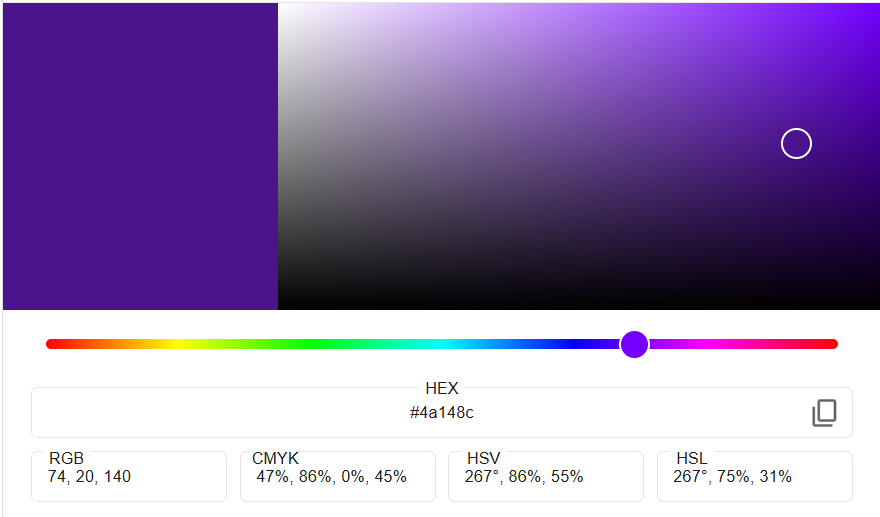 HEX
#4a148c
RGB
74, 20, 140
CMYK
47%, 86%, 0%, 45%
HSV
267°, 86%, 55%
HSL
267°, 75%, 31%